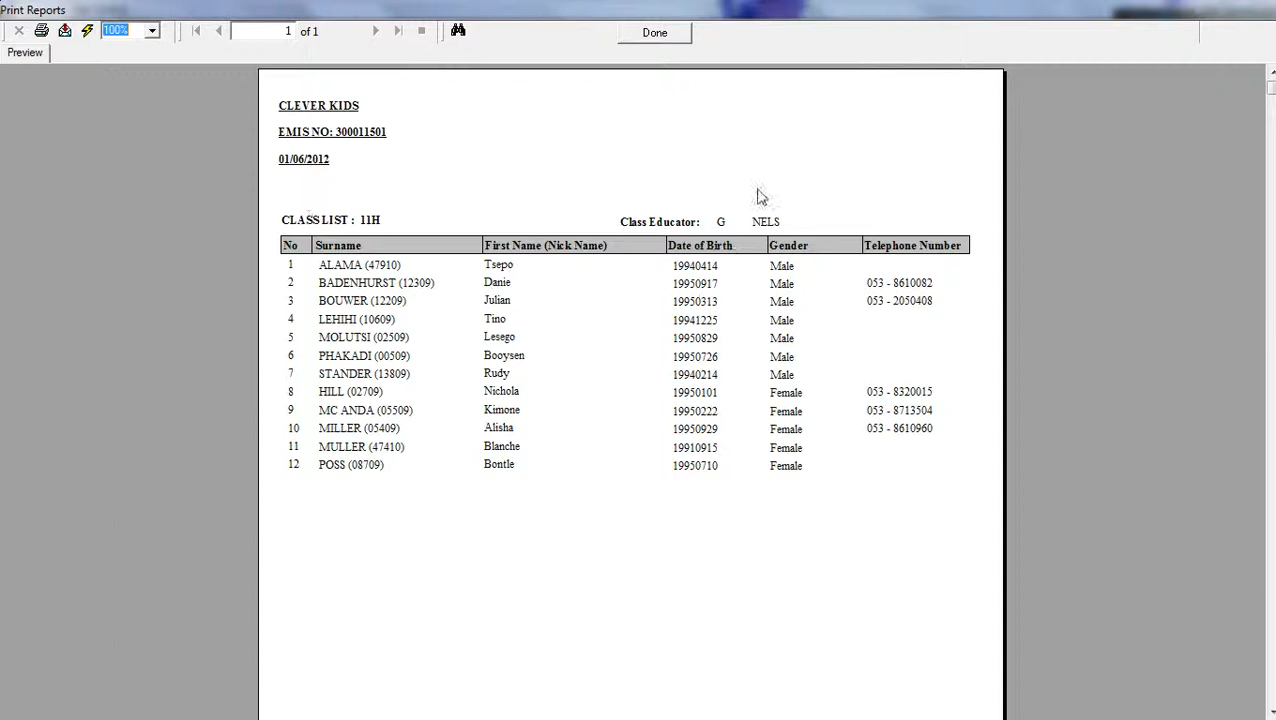 Print Reports
100% 1 of 1 Done
Preview
CLEVER KIDS
EMIS NO: 300011501
01/06/2012
CLASS LIST : 11H Class Educator: G NELS
No Surname First Name (Nick Name) Date of Birth Gender Telephone Number
1 ALAMA (47910) Tsepo 19940414 Male
2 BADENHURST (12309) Danie 19950917 Male 053 - 8610082
3 BOUWER (12209) Julian 19950313 Male 053 - 2050408
4 LEHIHI (10609) Tino 19941225 Male
5 MOLUTSI (02509) Lesego 19950829 Male
6 PHAKADI (00509) Booysen 19950726 Male
7 STANDER (13809) Rudy 19940214 Male
8 HILL (02709) Nichola 19950101 Female 053 - 8320015
9 MC ANDA (05509) Kimone 19950222 Female 053 - 8713504
10 MILLER (05409) Alisha 19950929 Female 053 - 8610960
11 MULLER (47410) Blanche 19910915 Female
12 POSS (08709) Bontle 19950710 Female